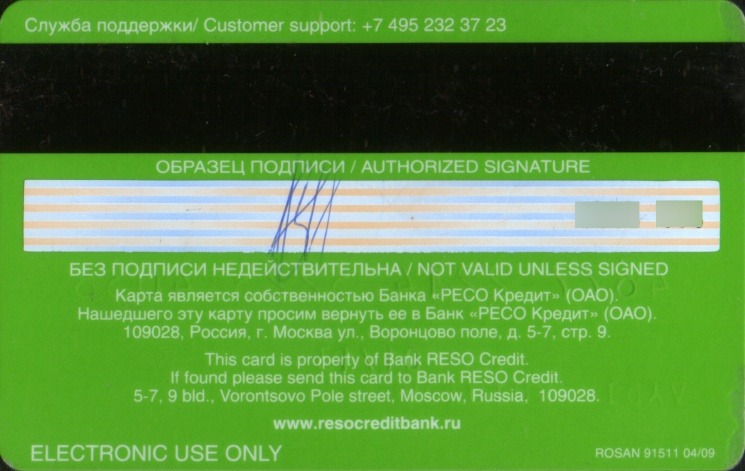 Служба поддержки/ Customer support: +7 495 232 37 23
ОБРАЗЕЦ ПОДПИСИ / AUTHORIZED SIGNATURE
БЕЗ ПОДПИСИ НЕДЕЙСТВИТЕЛЬНА / NOT VALID UNLESS SIGNED
Карта является собственностью Банка «РЕСО Кредит» (ОАО).
Нашедшего эту карту просим вернуть ее в Банк «РЕСО Кредит» (ОАО).
109028, Россия, г. Москва ул., Воронцово поле, д. 5-7, стр. 9.
This card is property of Bank RESO Credit.
If found please send this card to Bank RESO Credit.
5-7, 9 bld., Vorontsovo Pole street, Moscow, Russia, 109028.
www.resocreditbank.ru
ELECTRONIC USE ONLY
ROSAN 91511 04/09